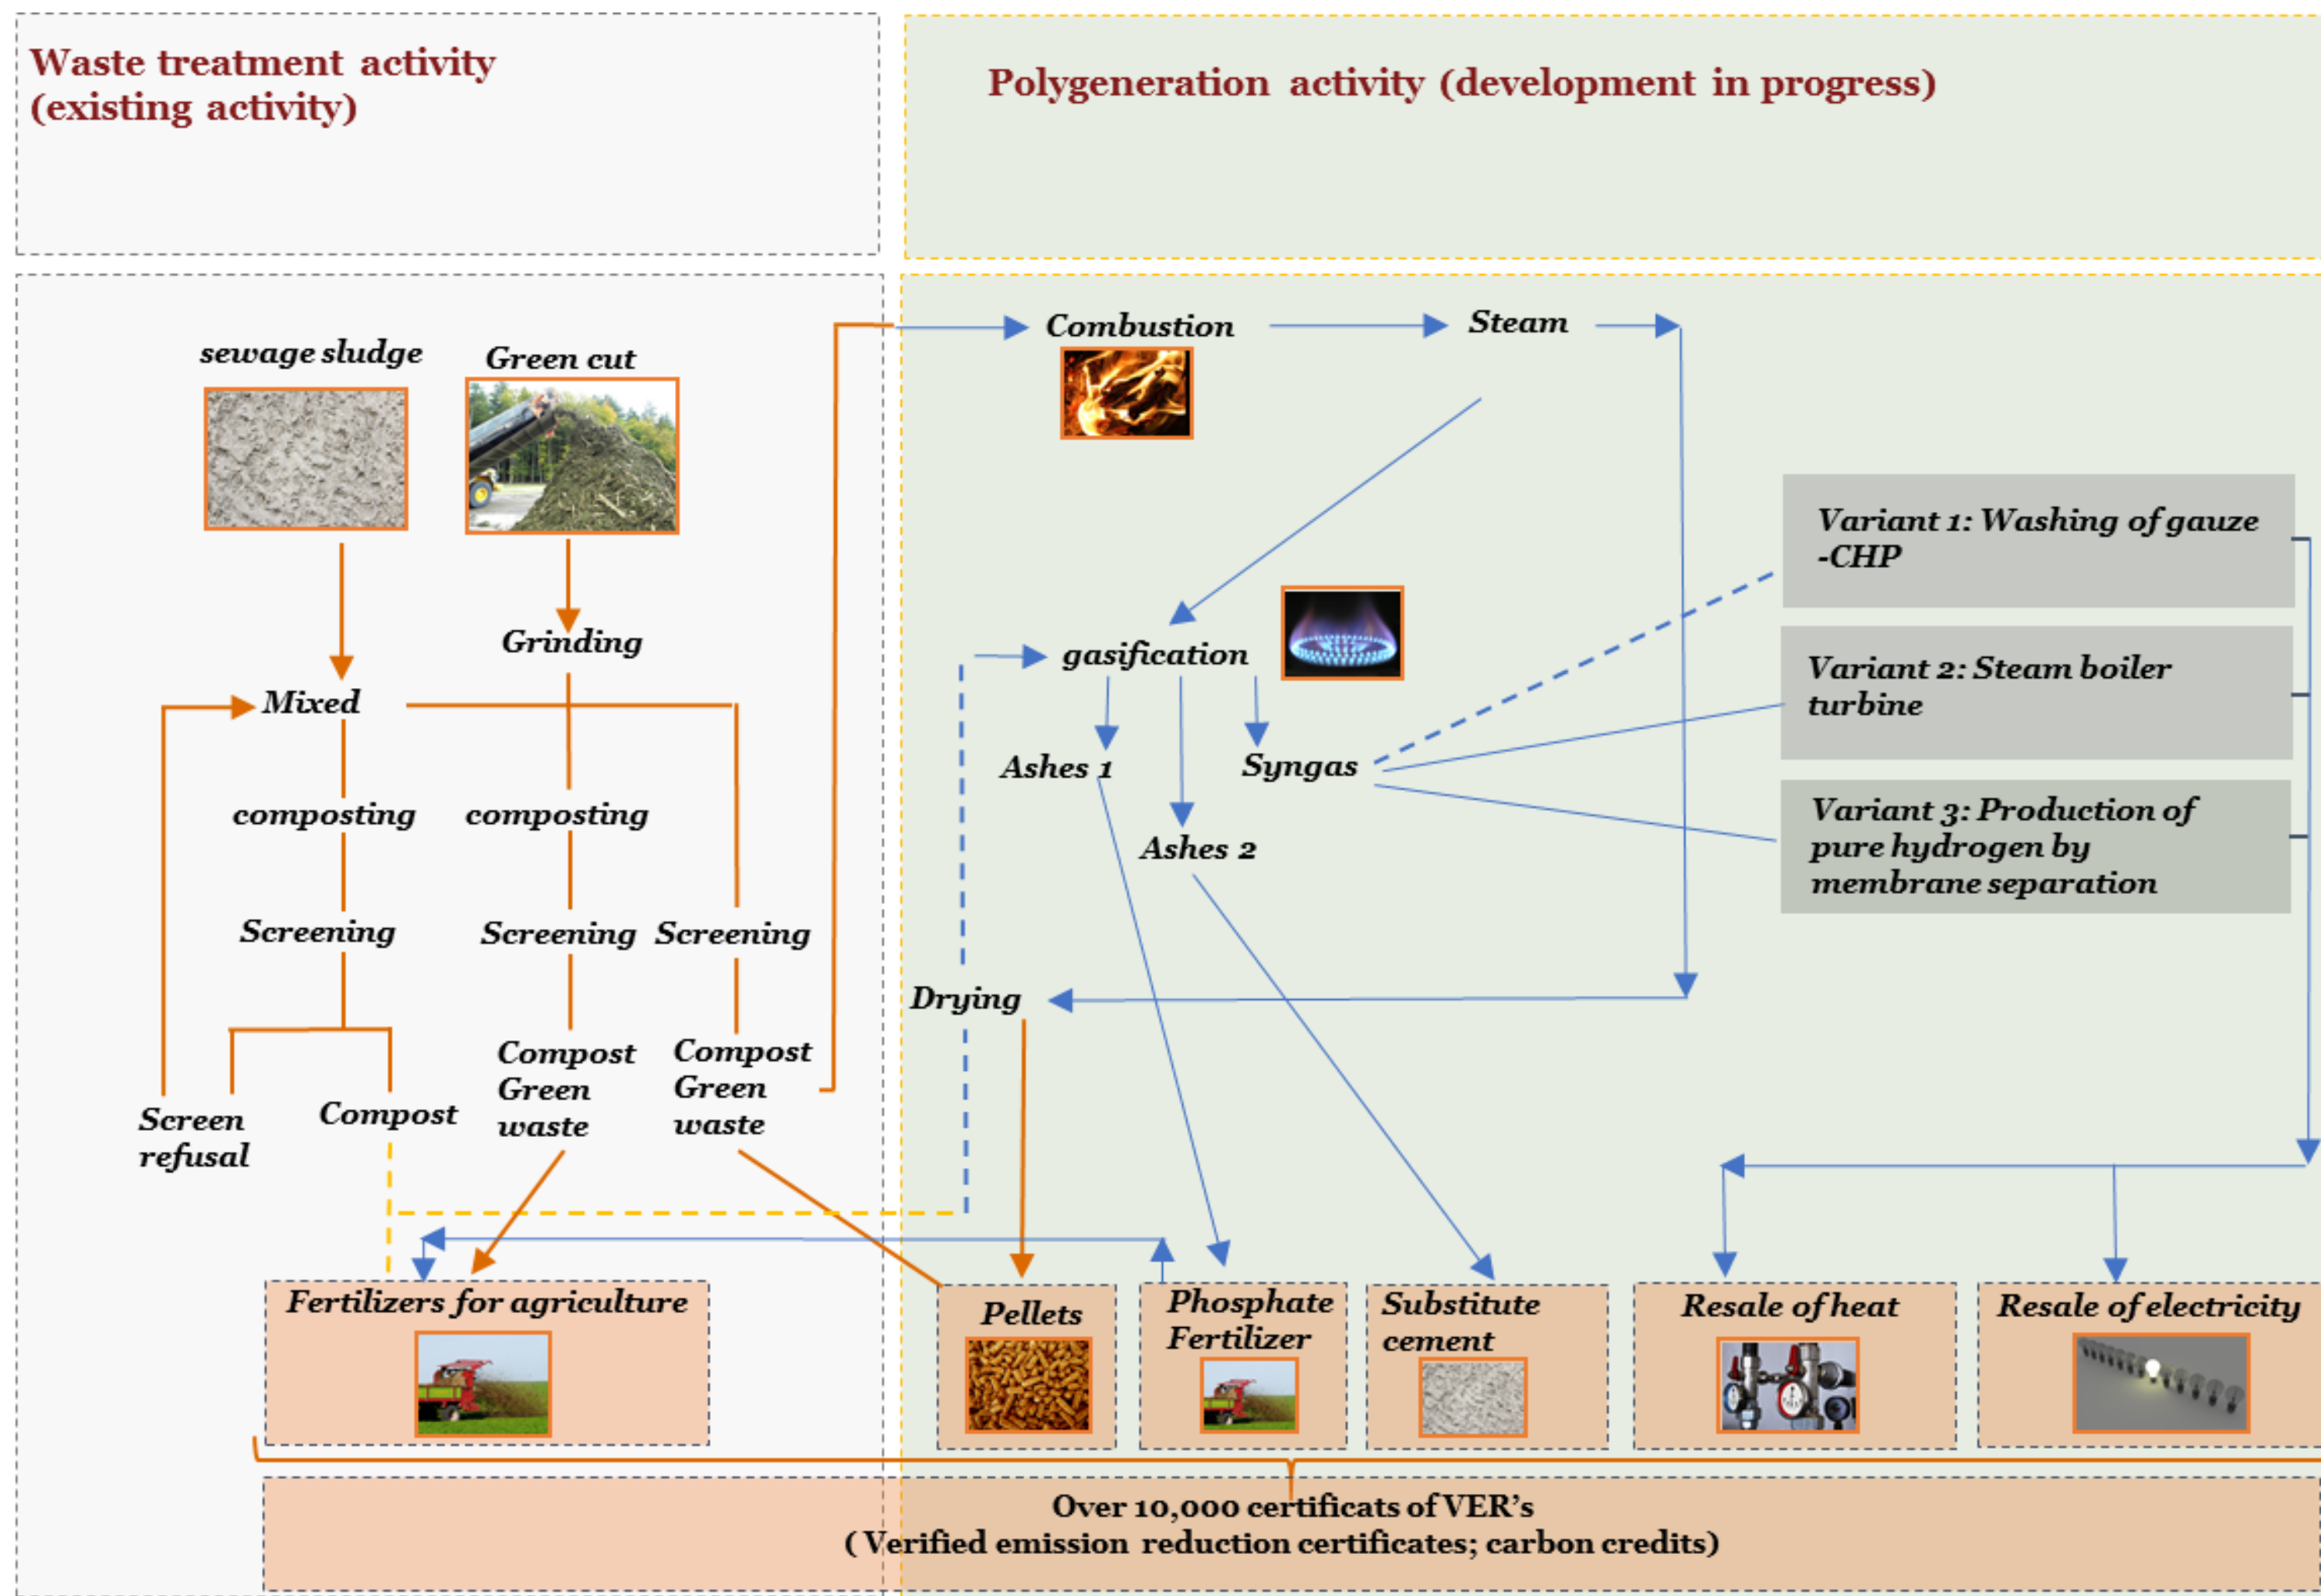 Waste treatment activity
(existing activity)
Polygeneration activity (development in progress)
sewage sludge
Green cut
Grinding
Mixed
composting
composting
Screening
Screening
Screening
Screen
refusal
Compost
Compost
Green
waste
Compost
Green
waste
Combustion
Steam
gasification
Ashes 1
Syngas
Ashes 2
Drying
Variant 1: Washing of gauze
-CHP
Variant 2: Steam boiler
turbine
Variant 3: Production of
pure hydrogen by
membrane separation
Fertilizers for agriculture
Pellets
Phosphate
Fertilizer
Substitute
cement
Resale of heat
Resale of electricity
Over 10,000 certificats of VER's
( Verified emission reduction certificates; carbon credits)